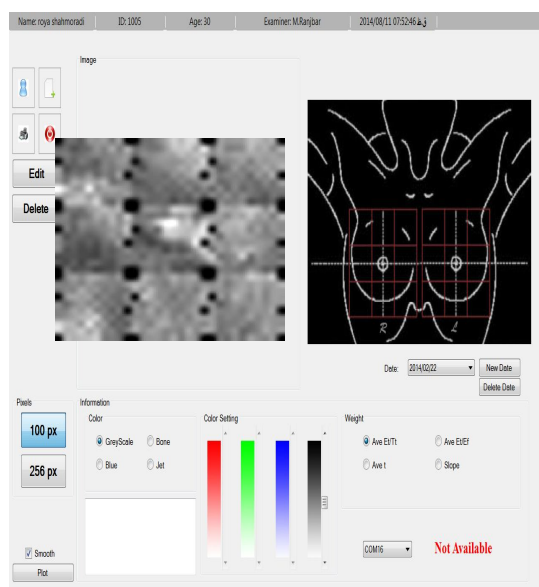 Name: roya shahmoradi ID: 1005 Age: 30 Examiner: M.Ranjbar 2014/08/11 07:52:46 ق.ظ
Image
Edit
Delete
R L
Date: 2014/02/22 New Date
Delete Date
Pixels Information
100 px
256 px
Color Color Setting Weight
GreyScale Bone Ave Et/Tt Ave Et/Ef
Blue Jet Ave t Slope
Smooth
Plot
COM16 Not Available